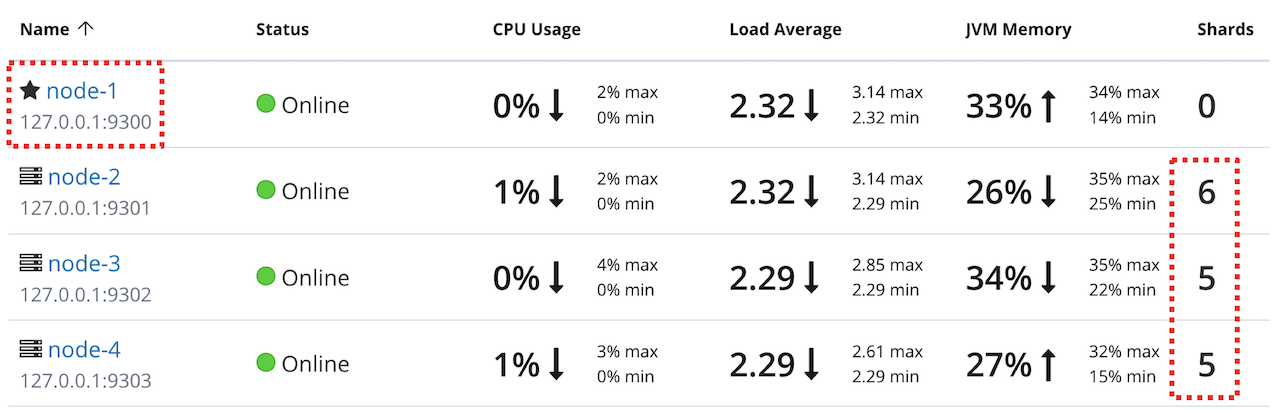 Name ↑ Status CPU Usage Load Average JVM Memory Shards
★ node-1 Online 0% ↓ 2% max 2.32 ↓ 3.14 max 33% ↑ 34% max 0
127.0.0.1:9300 0% min 2.32 min 14% min
node-2 Online 1% ↓ 2% max 2.32 ↓ 3.14 max 26% ↓ 35% max 6
127.0.0.1:9301 0% min 2.29 min 25% min
node-3 Online 0% ↓ 4% max 2.29 ↓ 2.85 max 34% ↓ 35% max 5
127.0.0.1:9302 0% min 2.29 min 22% min
node-4 Online 1% ↓ 3% max 2.29 ↓ 2.61 max 27% ↑ 32% max 5
127.0.0.1:9303 0% min 2.29 min 15% min